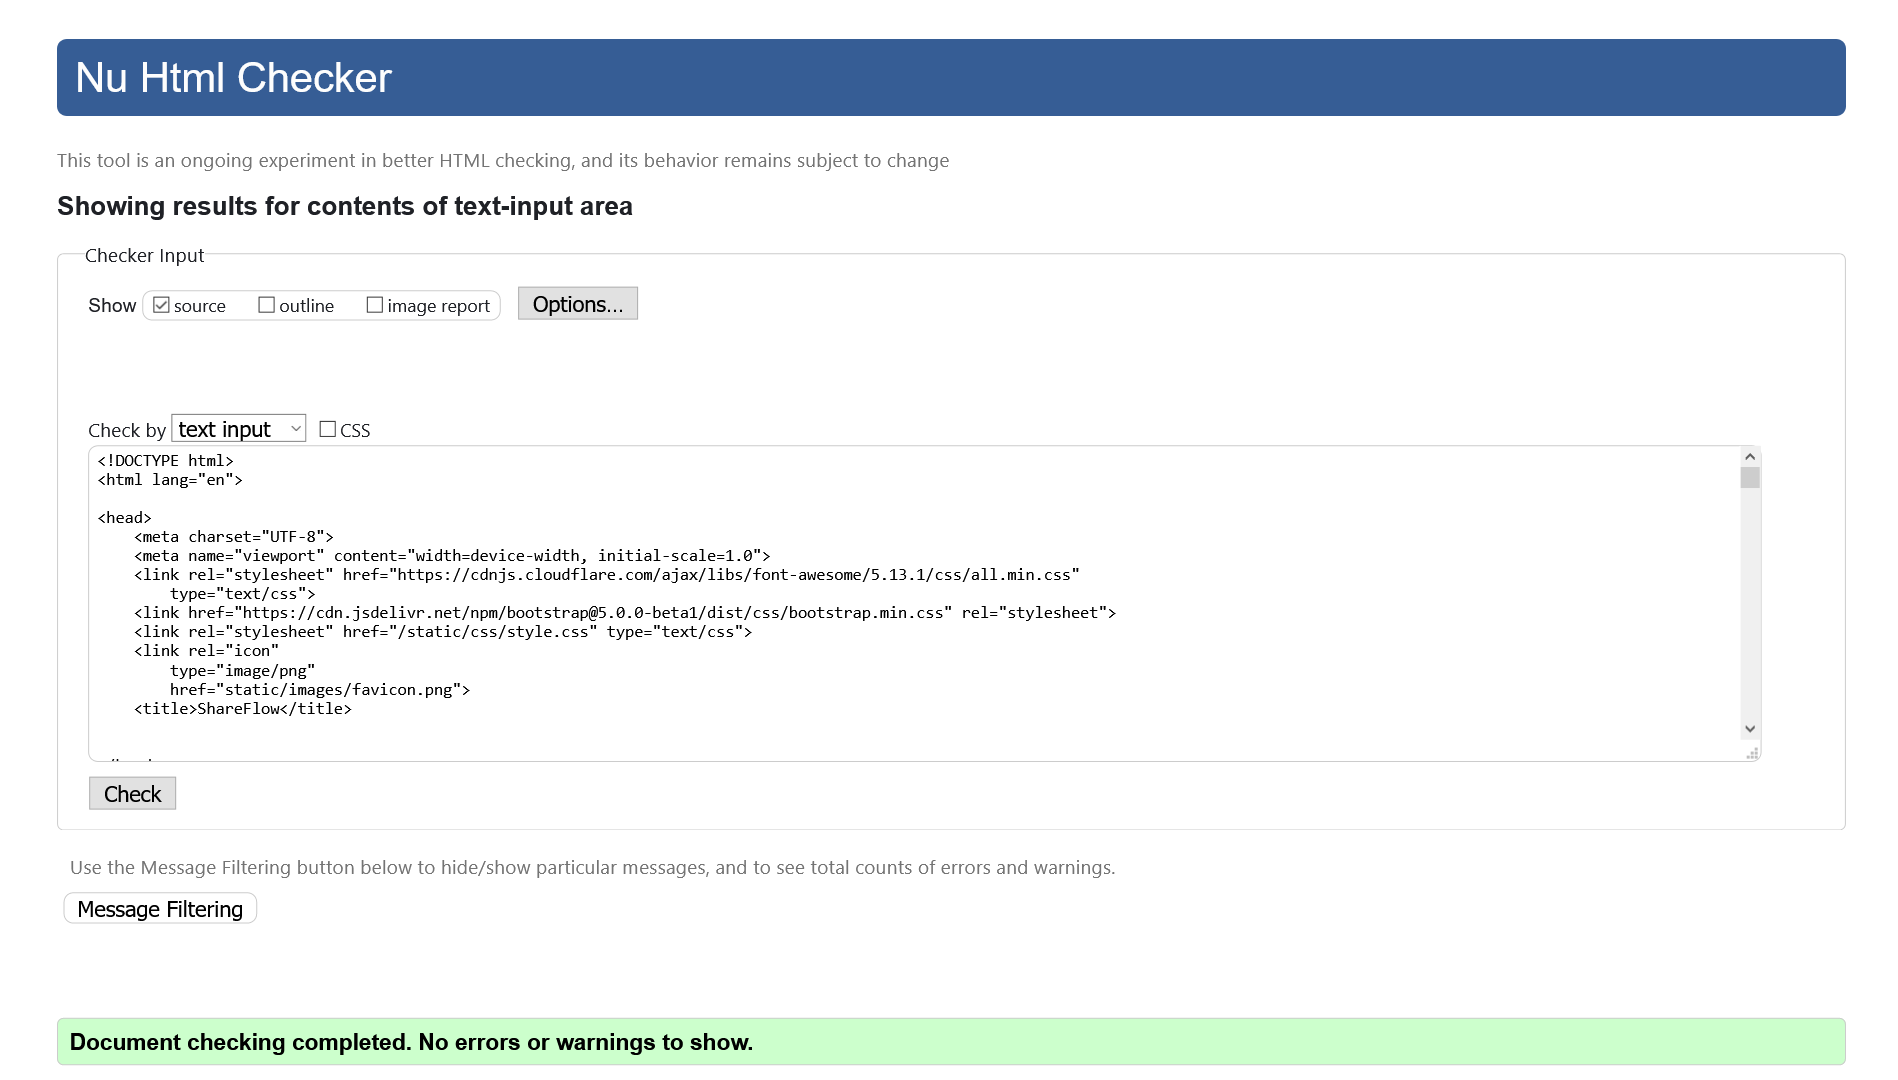 Nu Html Checker
This tool is an ongoing experiment in better HTML checking, and its behavior remains subject to change
Showing results for contents of text-input area
Checker Input
Show source outline image report Options...
Check by text input CSS
<!DOCTYPE html>
<html lang="en">
<head>
<meta charset="UTF-8">
<meta name="viewport" content="width=device-width, initial-scale=1.0">
<link rel="stylesheet" href="https://cdnjs.cloudflare.com/ajax/libs/font-awesome/5.13.1/css/all.min.css"
type="text/css">
<link href="https://cdn.jsdelivr.net/npm/bootstrap@5.0.0-beta1/dist/css/bootstrap.min.css" rel="stylesheet">
<link rel="stylesheet" href="/static/css/style.css" type="text/css">
<link rel="icon"
type="image/png"
href="static/images/favicon.png">
<title>ShareFlow</title>
Check
Use the Message Filtering button below to hide/show particular messages, and to see total counts of errors and warnings.
Message Filtering
Document checking completed. No errors or warnings to show.